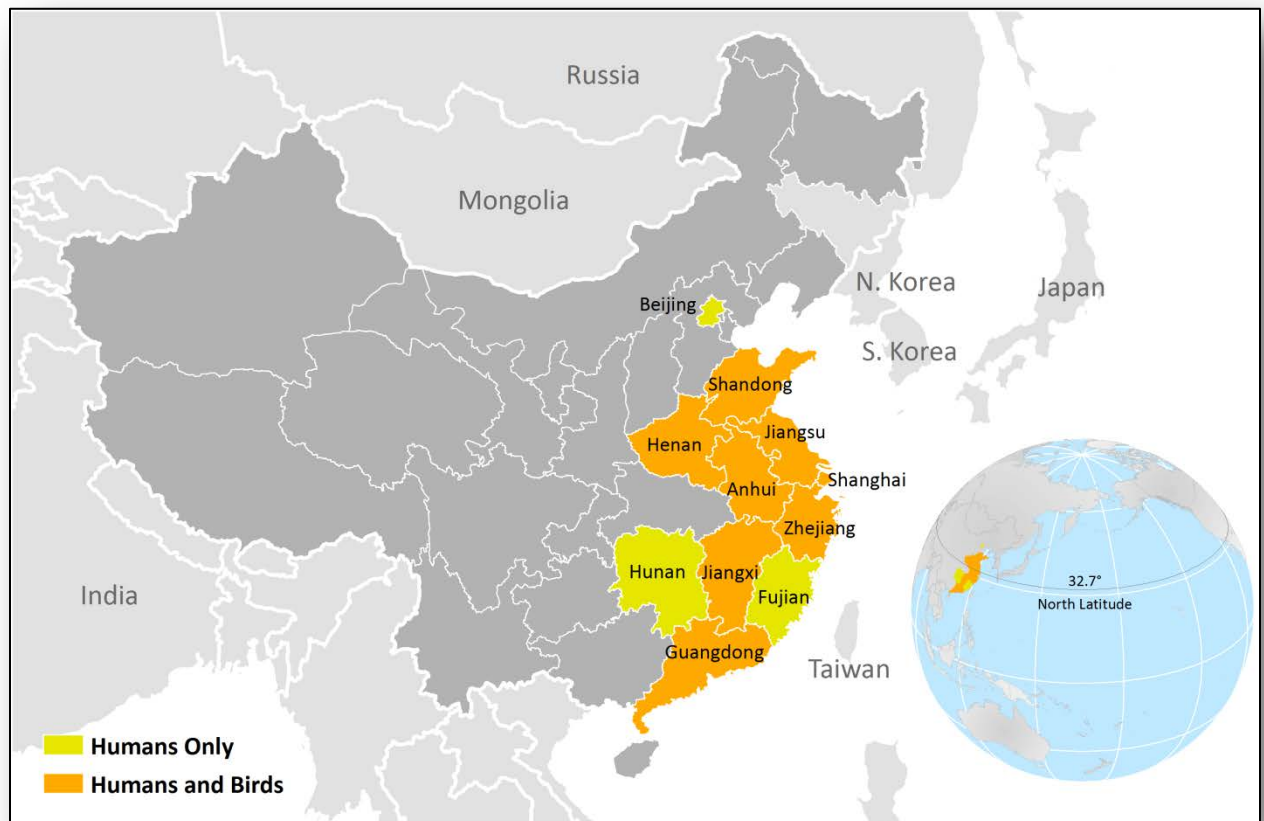 Russia
Mongolia
Beijing
N. Korea
Japan
S. Korea
Shandong
Jiangsu
Henan
Shanghai
Anhui
Zhejiang
Hunan
Jiangxi
Fujian
India
Guangdong
Taiwan
32.7°
North Latitude
Humans Only
Humans and Birds